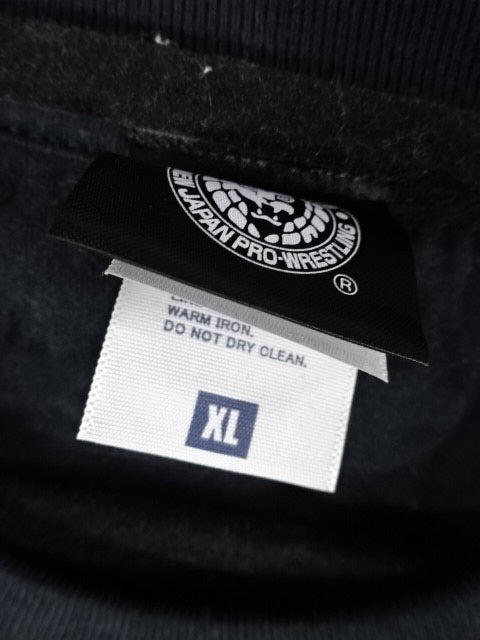 JAPAN PRO-WRESTLING
®
WARM IRON.
DO NOT DRY CLEAN.
XL